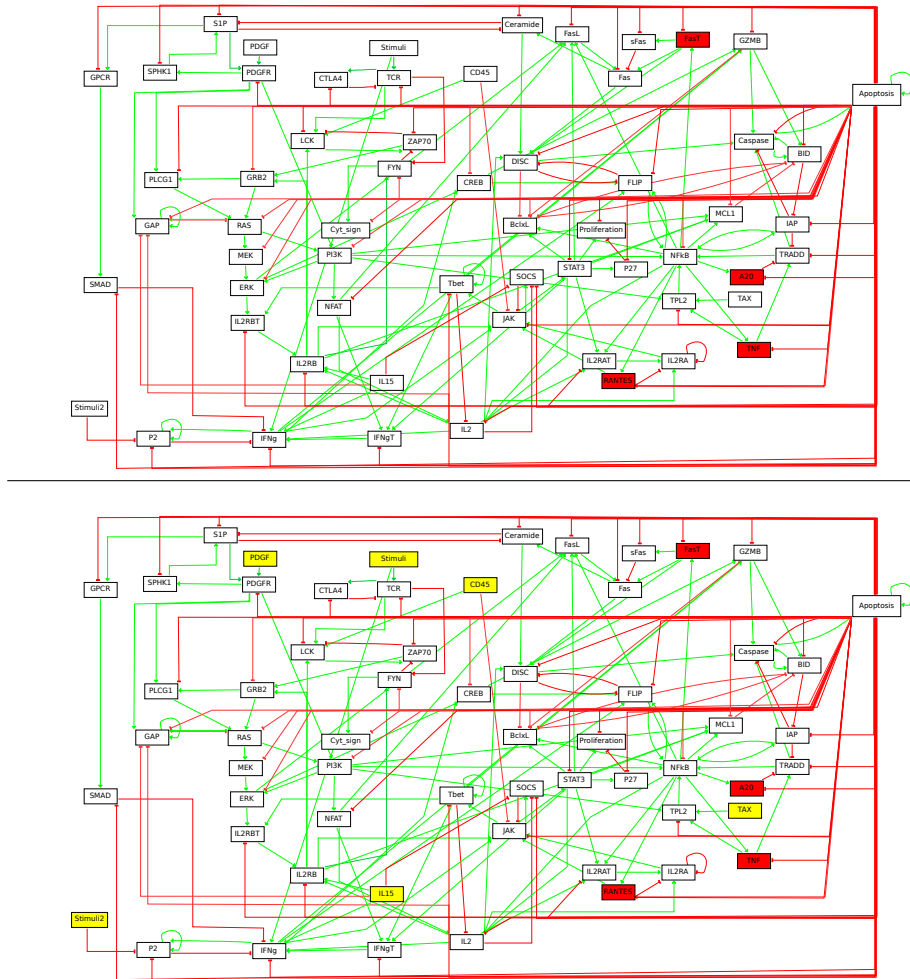 S1P
Ceramide
FasL
sFas
FasT
GZMB
PDGF
Stimuli
GPCR
SPHK1
PDGFR
CTLA4
TCR
CD45
Fas
Apoptosis
LCK
ZAP70
Caspase
FYN
DISC
BID
PLCG1
GRB2
CREB
FLIP
GAP
RAS
Cyt_sign
BclxL
Proliferation
MCL1
IAP
MEK
PI3K
STAT3
P27
NFkB
TRADD
A20
SMAD
ERK
NFAT
Tbet
SOCS
TPL2
TAX
IL2RBT
JAK
TNF
IL2RB
IL15
IL2RAT
IL2RA
RANTES
Stimuli2
P2
IFNg
IFNgT
IL2
S1P
Ceramide
FasL
sFas
FasT
GZMB
PDGF
Stimuli
GPCR
SPHK1
PDGFR
CTLA4
TCR
CD45
Fas
Apoptosis
LCK
ZAP70
Caspase
FYN
DISC
BID
PLCG1
GRB2
CREB
FLIP
GAP
RAS
Cyt_sign
BclxL
Proliferation
MCL1
IAP
MEK
PI3K
STAT3
P27
NFkB
TRADD
A20
SMAD
ERK
NFAT
Tbet
SOCS
TPL2
TAX
IL2RBT
JAK
TNF
IL2RB
IL15
IL2RAT
IL2RA
RANTES
Stimuli2
P2
IFNg
IFNgT
IL2